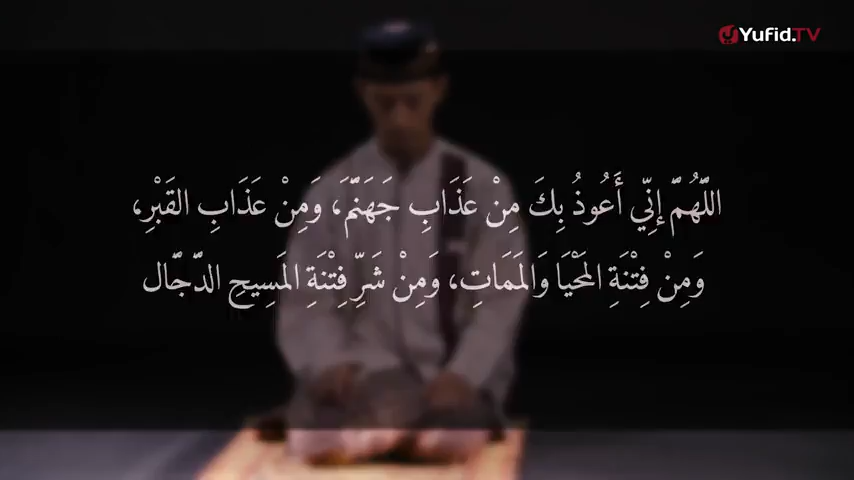 Yufid.TV
اللَّهُمَّ إِنِّي أَعُوذُ بِكَ مِنْ عَذَابِ جَهَنَّمَ، وَمِنْ عَذَابِ القَبْرِ،
وَمِنْ فِتْنَةِ المَحْيَا وَالمَمَاتِ، وَمِنْ شَرِّ فِتْنَةِ المَسِيحِ الدَّجَّال